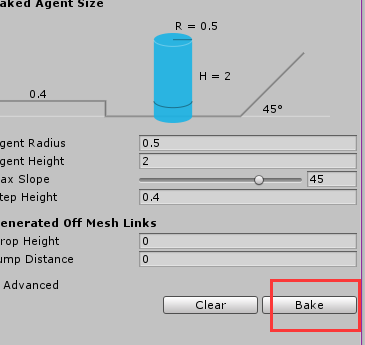 aked Agent Size
R = 0.5
H = 2
0.4
45°
gent Radius 0.5
gent Height 2
ax Slope 45
tep Height 0.4
enerated Off Mesh Links
rop Height 0
ump Distance 0
Advanced
Clear Bake